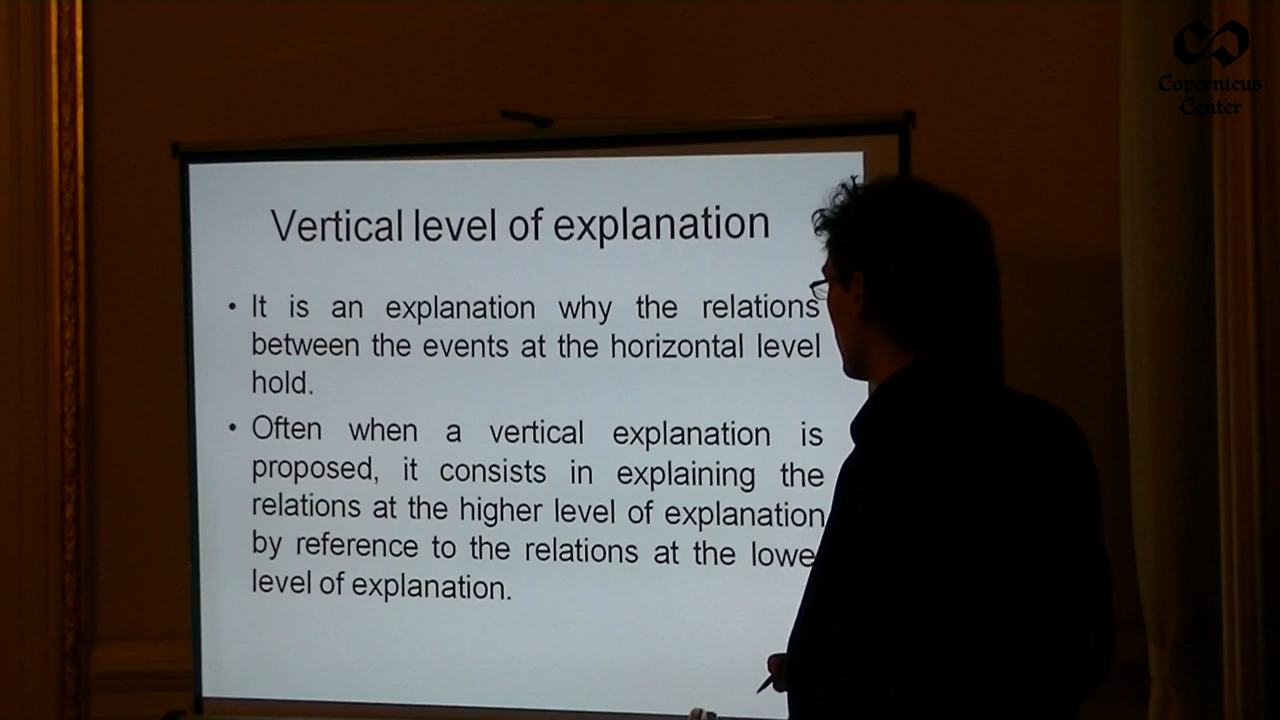 Copernicus
Center
Vertical level of explanation
• It is an explanation why the relations
between the events at the horizontal level
hold.
• Often when a vertical explanation is
proposed, it consists in explaining the
relations at the higher level of explanation
by reference to the relations at the lowe
level of explanation.